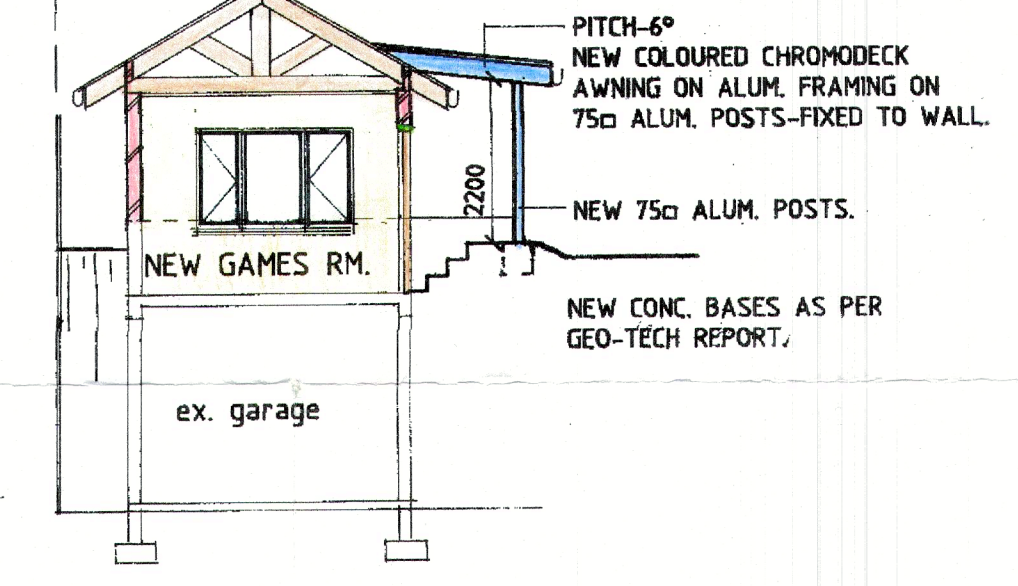 PITCH-6°
NEW COLOURED CHROMODECK
AWNING ON ALUM. FRAMING ON
75□ ALUM. POSTS-FIXED TO WALL.
2200
NEW 75□ ALUM. POSTS.
NEW GAMES RM.
NEW CONC. BASES AS PER
GEO-TECH REPORT.
ex. garage